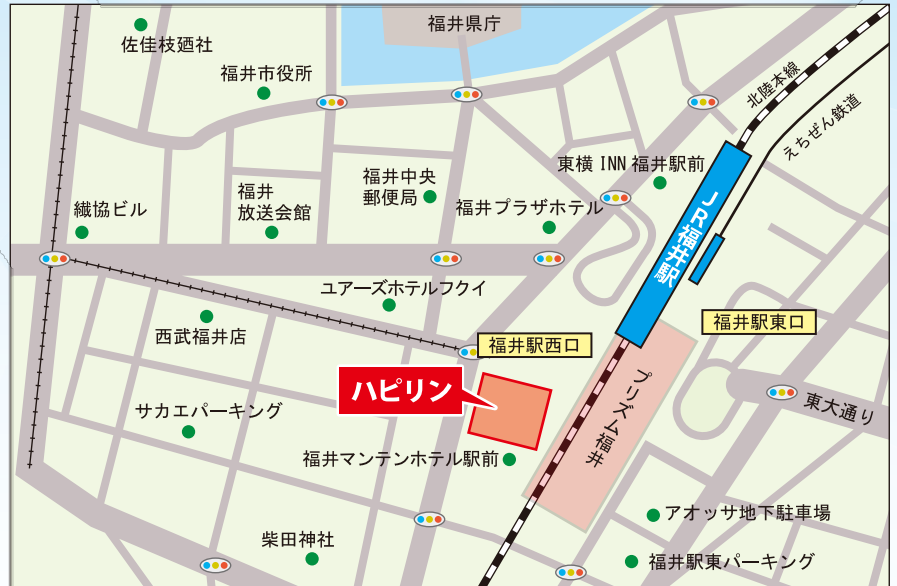 福井県庁
佐佳枝廼社
福井市役所
北陸本線
えちぜん鉄道
東横 INN 福井駅前
福井中央
郵便局
福井
放送会館
織協ビル
福井プラザホテル
JR福井駅
ユアーズホテルフクイ
西武福井店
福井駅西口
福井駅東口
ハピリン
プリズム福井
東大通り
サカエパーキング
福井マンテンホテル駅前
アオッサ地下駐車場
柴田神社
福井駅東パーキング